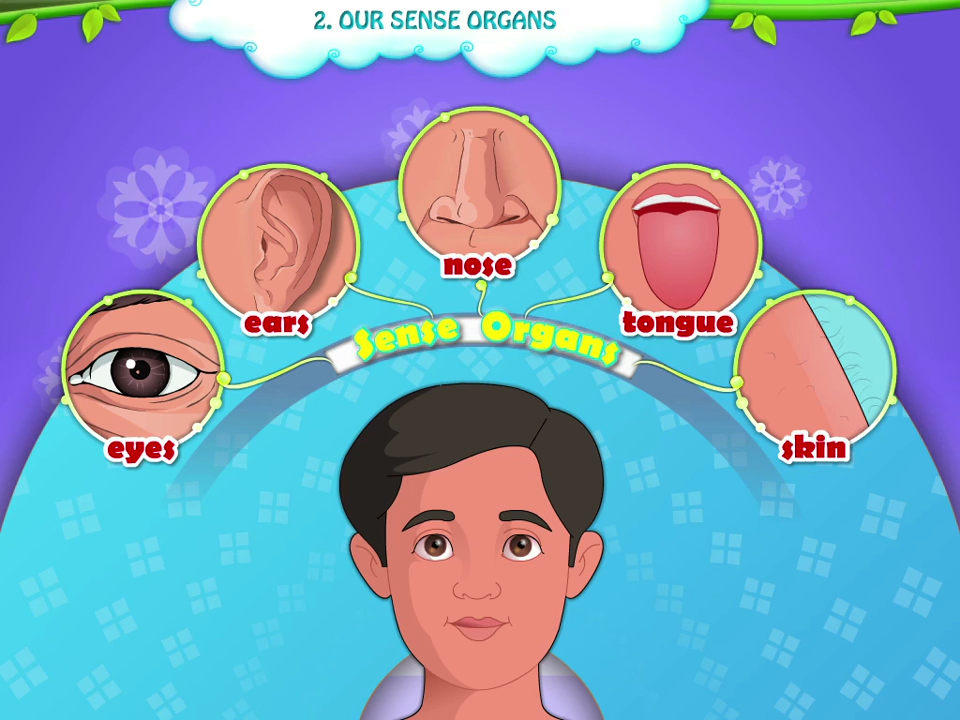 2. OUR SENSE ORGANS
nose
ears
tongue
Sense Organs
eyes
skin